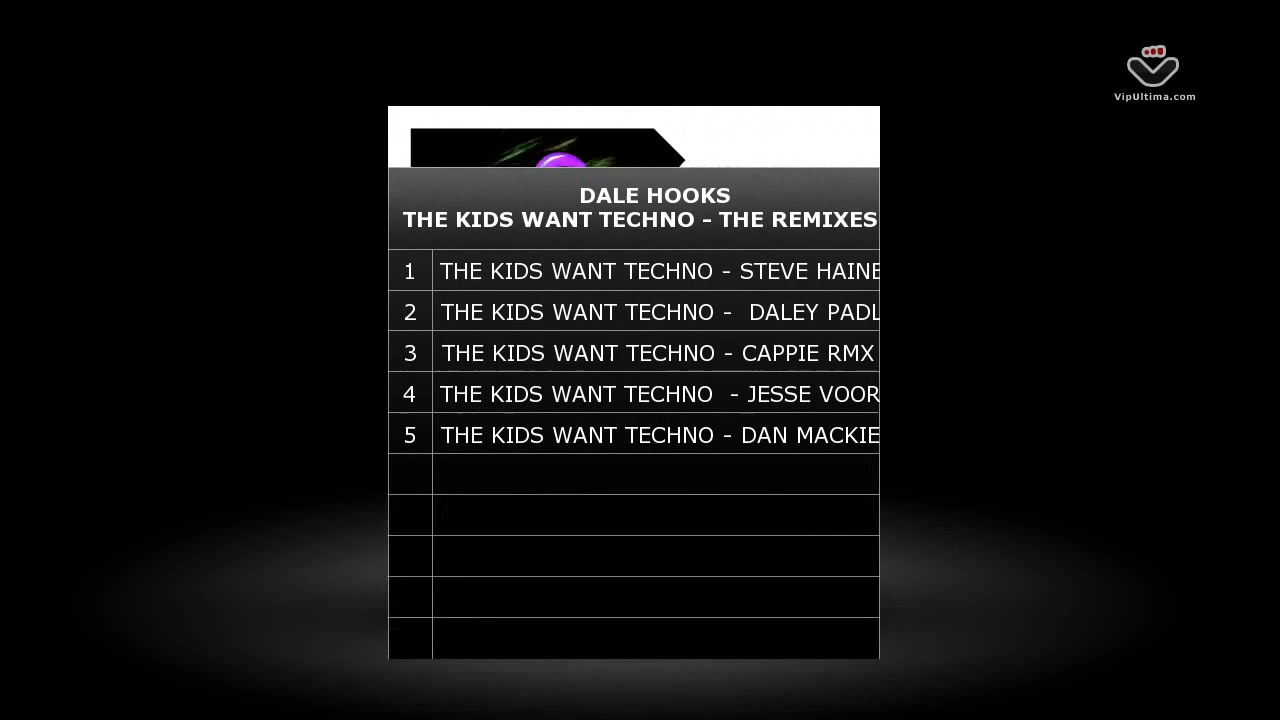 VipUltima.com
DALE HOOKS
THE KIDS WANT TECHNO - THE REMIXES
1 THE KIDS WANT TECHNO - STEVE HAINE
2 THE KIDS WANT TECHNO - DALEY PADL
3 THE KIDS WANT TECHNO - CAPPIE RMX
4 THE KIDS WANT TECHNO - JESSE VOOR
5 THE KIDS WANT TECHNO - DAN MACKIE